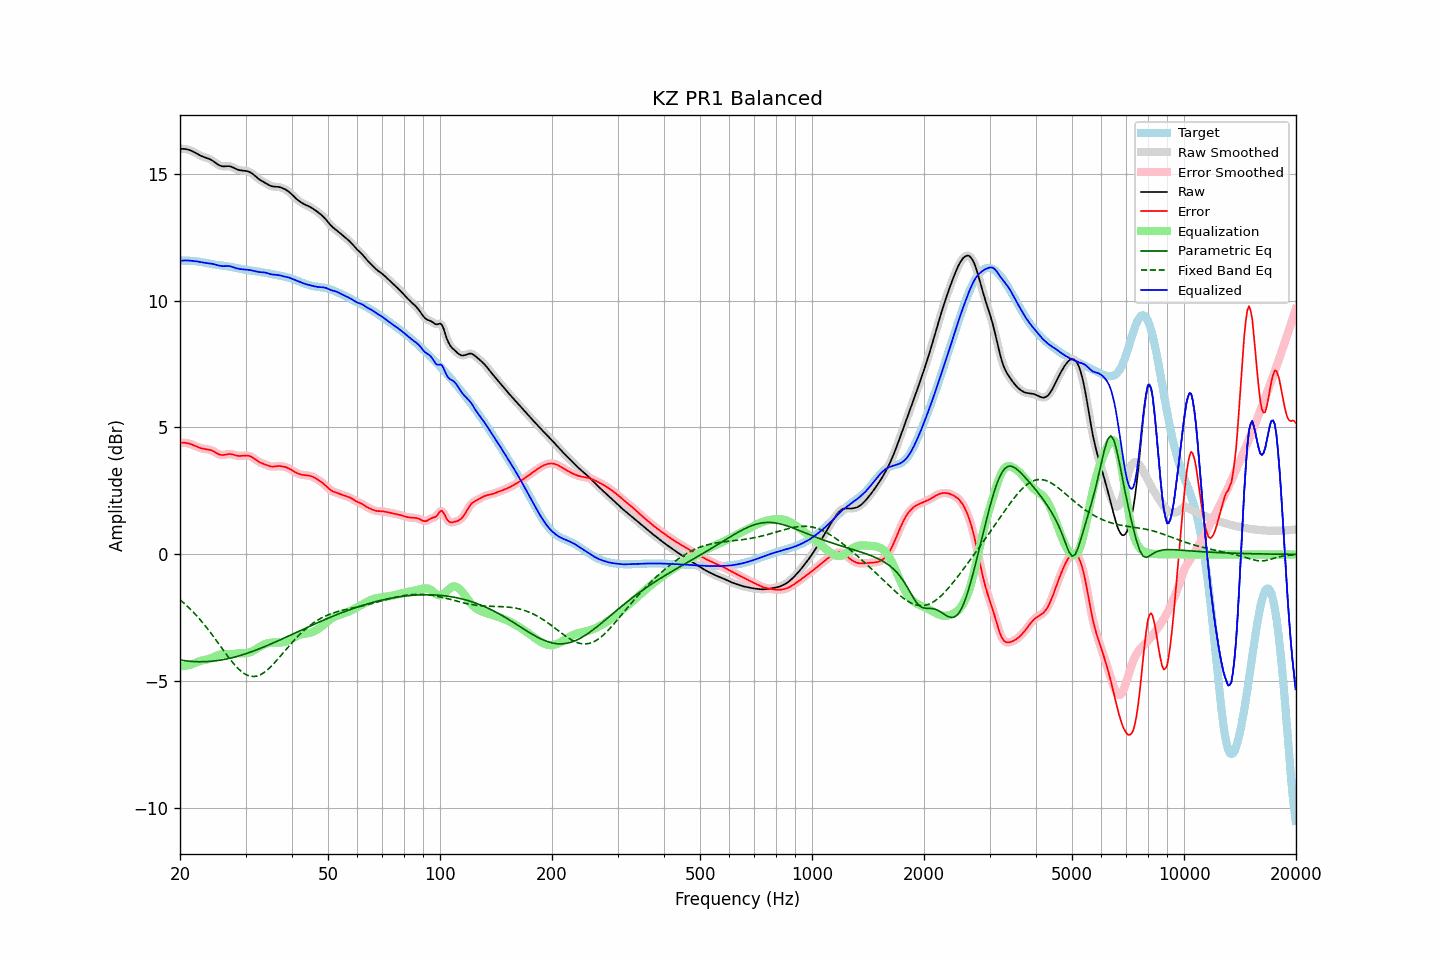 KZ PR1 Balanced
Target
Raw Smoothed
Error Smoothed
Raw
Error
Equalization
Parametric Eq
Fixed Band Eq
Equalized
Amplitude (dBr)
15
10
5
0
−5
−10
20 50 100 200 500 1000 2000 5000 10000 20000
Frequency (Hz)